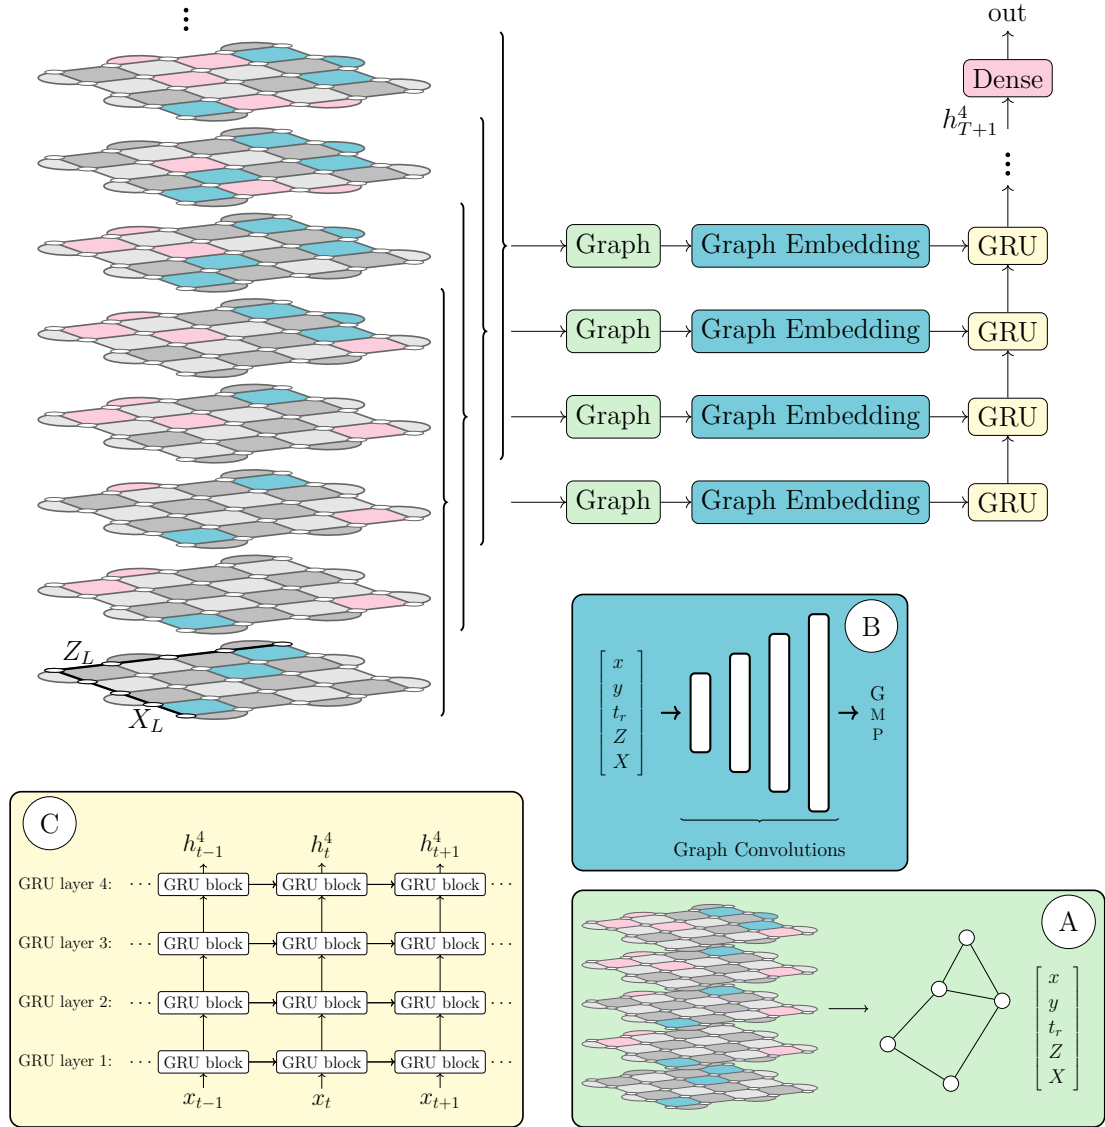 ⋮
out
Dense
h^4_{T+1}
⋮
Graph Graph Embedding GRU
Graph Graph Embedding GRU
Graph Graph Embedding GRU
Graph Graph Embedding GRU
Z_L
X_L
B
x
y
t_r
Z
X
G
M
P
Graph Convolutions
C
h^4_{t-1} h^4_t h^4_{t+1}
GRU layer 4: ··· GRU block GRU block GRU block ···
GRU layer 3: ··· GRU block GRU block GRU block ···
GRU layer 2: ··· GRU block GRU block GRU block ···
GRU layer 1: ··· GRU block GRU block GRU block ···
x_{t-1} x_t x_{t+1}
A
x
y
t_r
Z
X